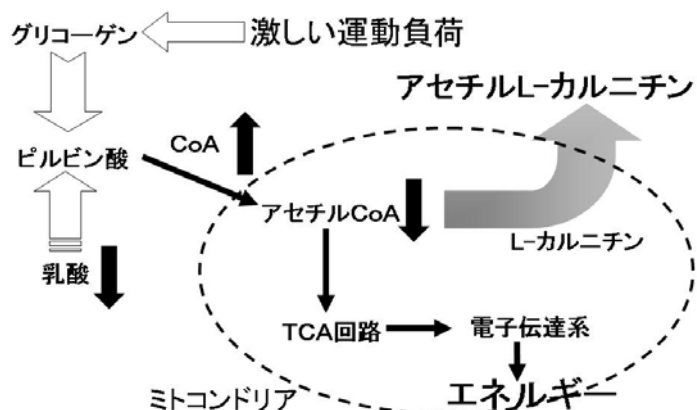 グリコーゲン
激しい運動負荷
アセチルL-カルニチン
CoA
ピルビン酸
アセチルCoA
L-カルニチン
乳酸
TCA回路
電子伝達系
ミトコンドリア
エネルギー